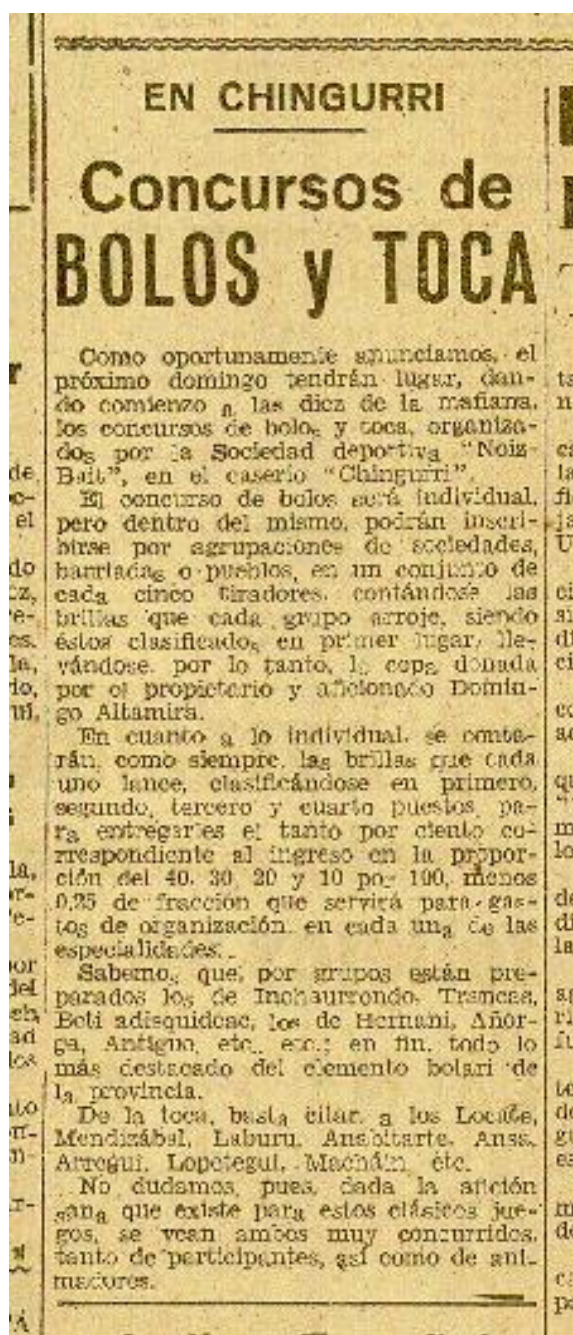 EN CHINGURRI
Concursos de
BOLOS y TOCA
Como oportunamente anunciamos, el
próximo domingo tendrán lugar, dan-
do comienzo a las diez de la mañana,
los concursos de bolos y toca, organiza-
dos por la Sociedad deportiva "Noiz-
Bait", en el caserío "Chingurri".
El concurso de bolos será individual,
pero dentro del mismo, podrán inscri-
birse por agrupaciones de sociedades,
barriadas o pueblos, en un conjunto de
cada cinco tiradores, contándose las
brillas que cada grupo arroje, siendo
éstos clasificados en primer lugar, lle-
vándose, por lo tanto, la copa donada
por el propietario y aficionado Domin-
go Altamira.
En cuanto a lo individual, se conta-
rán, como siempre, las brillas que cada
uno lance, clasificándose en primero,
segundo, tercero y cuarto puestos, pa-
ra entregarles el tanto por ciento co-
rrespondiente al ingreso en la propor-
ción del 40, 30, 20 y 10 por 100, menos
0,25 de fracción que servirá para gas-
tos de organización, en cada una de las
especialidades.
Sabemos que, por grupos están pre-
parados los de Inchaurrondo, Trancas,
Beti adisquideac, los de Hernani, Añor-
ga, Antiguo, etc., etc.; en fin, todo lo
más destacado del elemento bolari de
la provincia.
De la toca, basta citar, a los Locate,
Mendizábal, Laburu, Anabitarte, Ansa,
Arregui, Lopetegui, Macháin, etc.
No dudamos, pues, dada la afición
sana que existe para estos clásicos jue-
gos, se vean ambos muy concurridos,
tanto de participantes, así como de ani-
madores.